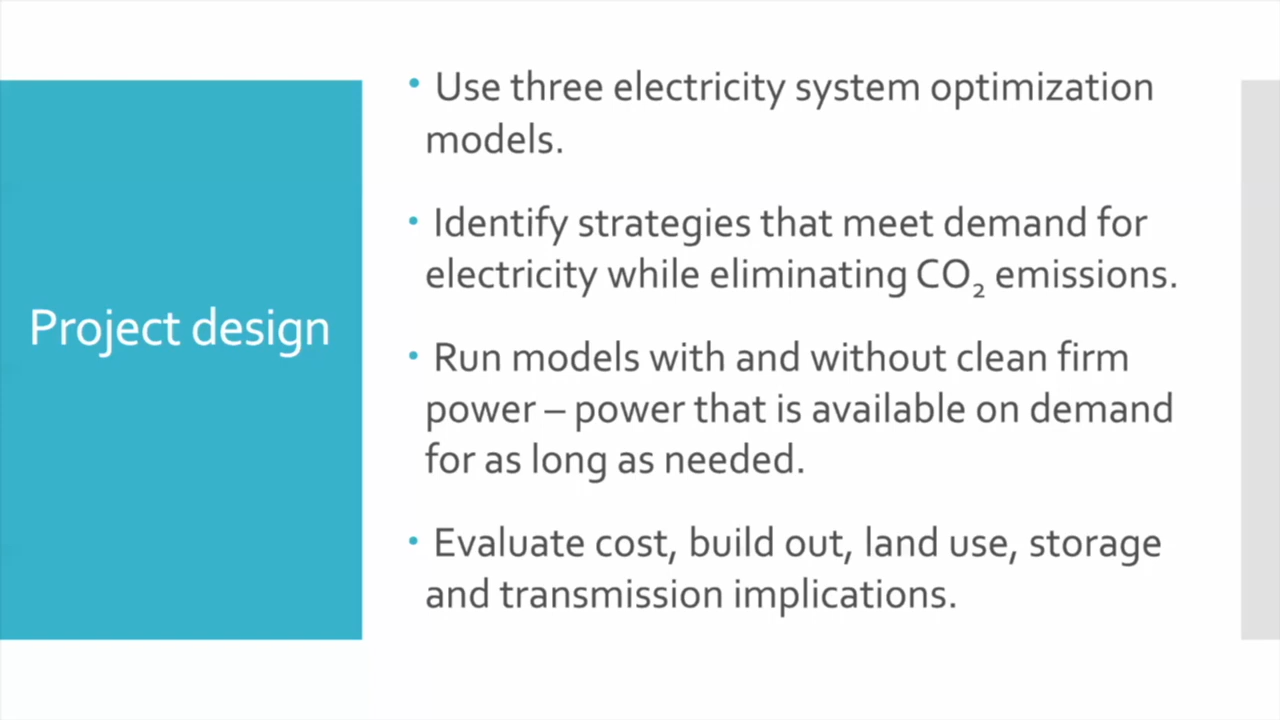 Project design
• Use three electricity system optimization
models.
• Identify strategies that meet demand for
electricity while eliminating CO₂ emissions.
• Run models with and without clean firm
power – power that is available on demand
for as long as needed.
• Evaluate cost, build out, land use, storage
and transmission implications.